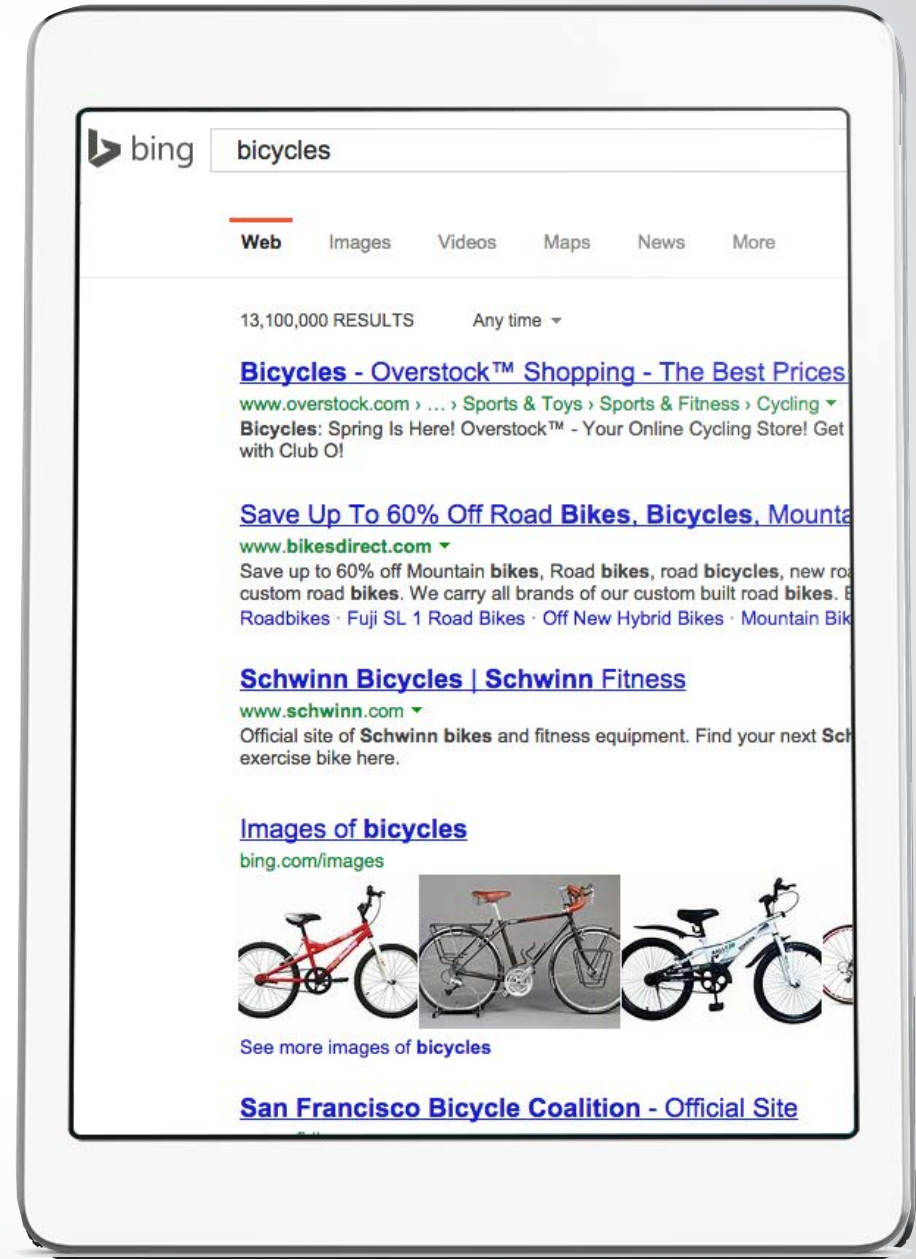 bing
bicycles
Web Images Videos Maps News More
13,100,000 RESULTS Any time
Bicycles - Overstock™ Shopping - The Best Prices
www.overstock.com › ... › Sports & Toys › Sports & Fitness › Cycling
Bicycles: Spring Is Here! Overstock™ - Your Online Cycling Store! Get
with Club O!
Save Up To 60% Off Road Bikes, Bicycles, Mounta
www.bikesdirect.com
Save up to 60% off Mountain bikes, Road bikes, road bicycles, new roa
custom road bikes. We carry all brands of our custom built road bikes.
Roadbikes · Fuji SL 1 Road Bikes · Off New Hybrid Bikes · Mountain Bik
Schwinn Bicycles | Schwinn Fitness
www.schwinn.com
Official site of Schwinn bikes and fitness equipment. Find your next Sch
exercise bike here.
Images of bicycles
bing.com/images
See more images of bicycles
San Francisco Bicycle Coalition - Official Site